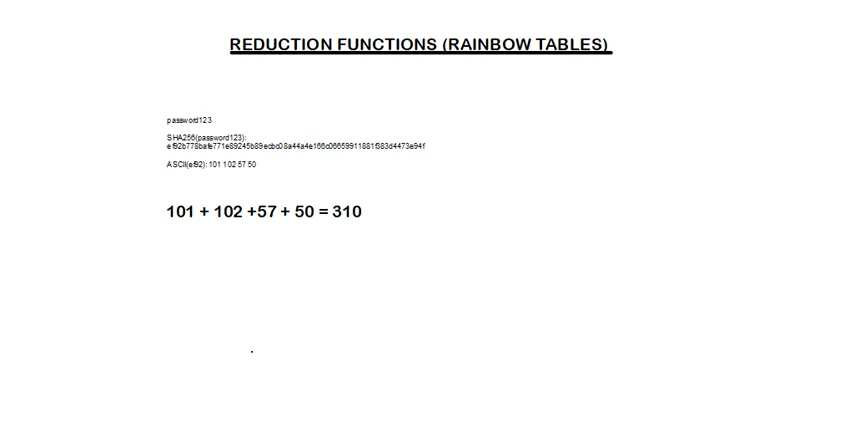 REDUCTION FUNCTIONS (RAINBOW TABLES)
password123
SHA256(password123):
ef92b778bafe771e89245b89ecbc08a44a4e166c06659911881f383d4473e94f
ASCII(ef92): 101 102 57 50
101 + 102 +57 + 50 = 310